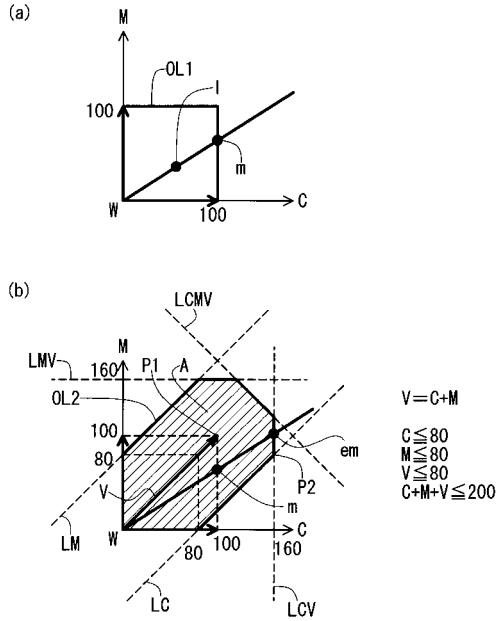 (a)
M
OL1
l
100
m
W
100
C
(b)
LCMV
LMV
M
160
P1
A
OL2
V=C+M
100
80
C≦80
M≦80
V≦80
C+M+V≦200
em
V
P2
m
W
C
LM
80
100
160
LC
LCV